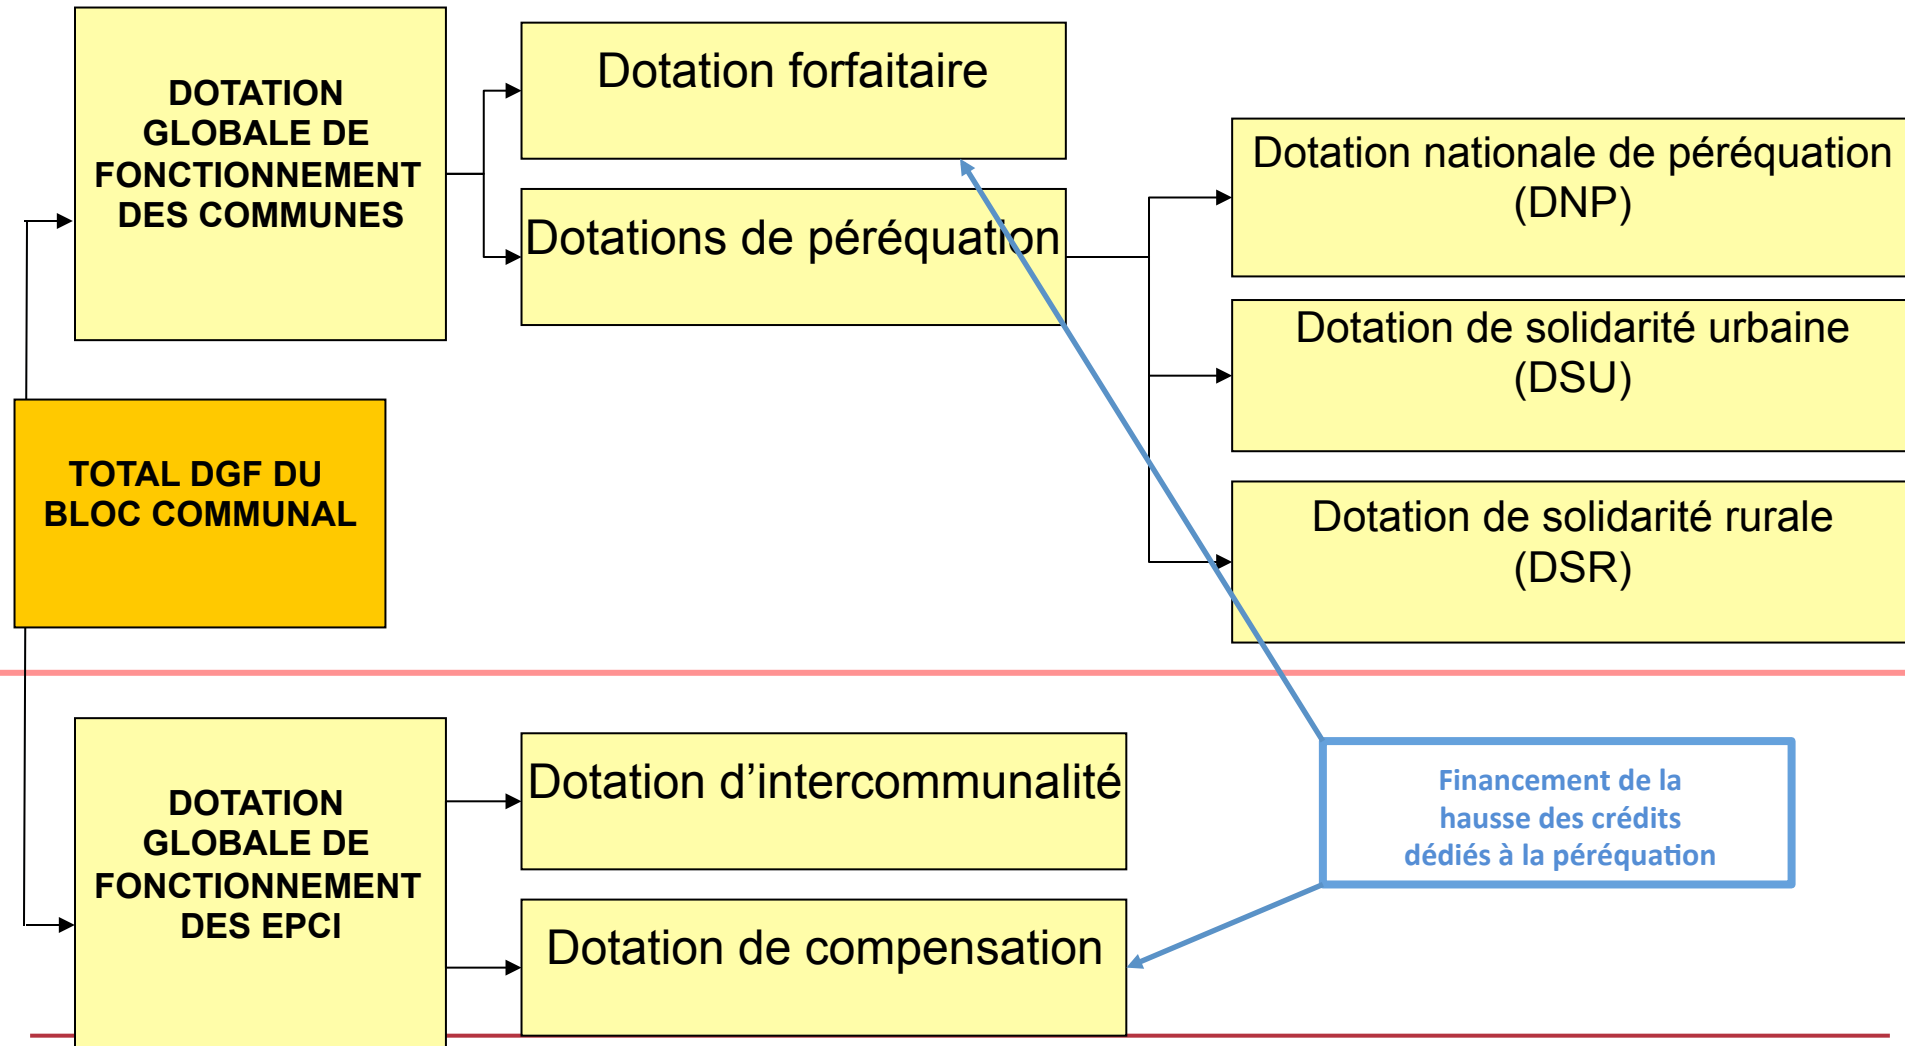 DOTATION
GLOBALE DE
FONCTIONNEMENT
DES COMMUNES
Dotation forfaitaire
Dotations de péréquation
Dotation nationale de péréquation
(DNP)
Dotation de solidarité urbaine
(DSU)
Dotation de solidarité rurale
(DSR)
TOTAL DGF DU
BLOC COMMUNAL
DOTATION
GLOBALE DE
FONCTIONNEMENT
DES EPCI
Dotation d’intercommunalité
Dotation de compensation
Financement de la
hausse des crédits
dédiés à la péréquation